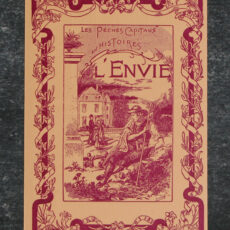 Les Péchés Capitaux
Histoires
L'Envie